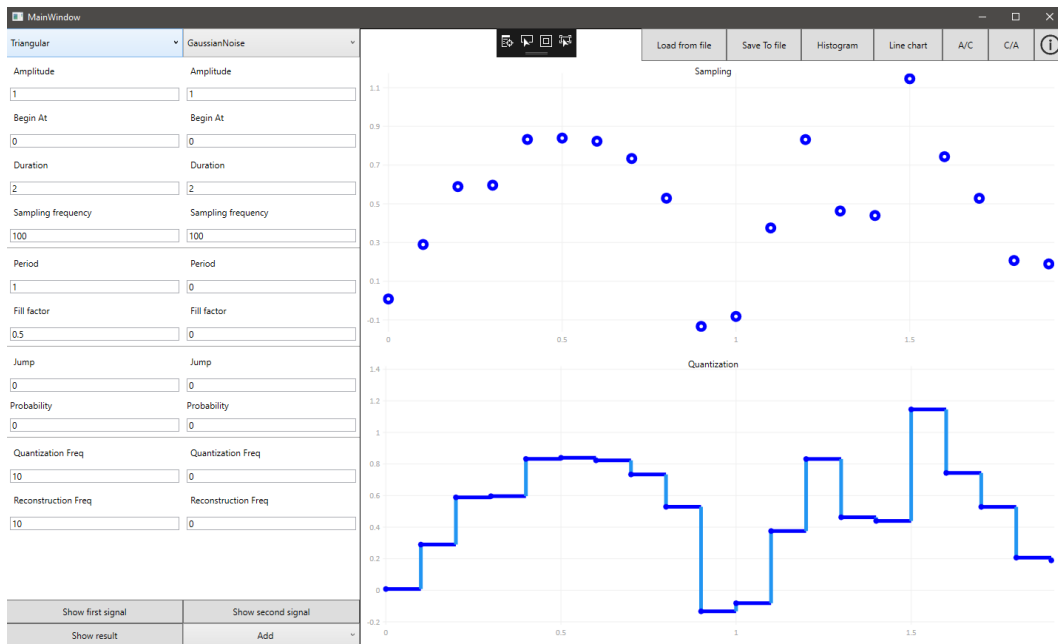 MainWindow
Triangular GaussianNoise
Load from file Save To file Histogram Line chart A/C C/A i
Amplitude Amplitude
1 1
Begin At Begin At
0 0
Duration Duration
2 2
Sampling frequency Sampling frequency
100 100
Period Period
1 0
Fill factor Fill factor
0.5 0
Jump Jump
0 0
Probability Probability
0 0
Quantization Freq Quantization Freq
10 0
Reconstruction Freq Reconstruction Freq
10 0
Show first signal Show second signal
Show result Add
Sampling
1.1
0.9
0.7
0.5
0.3
0.1
-0.1
0 0.5 1 1.5
Quantization
1.4
1.2
1
0.8
0.6
0.4
0.2
0
-0.2
0 0.5 1 1.5